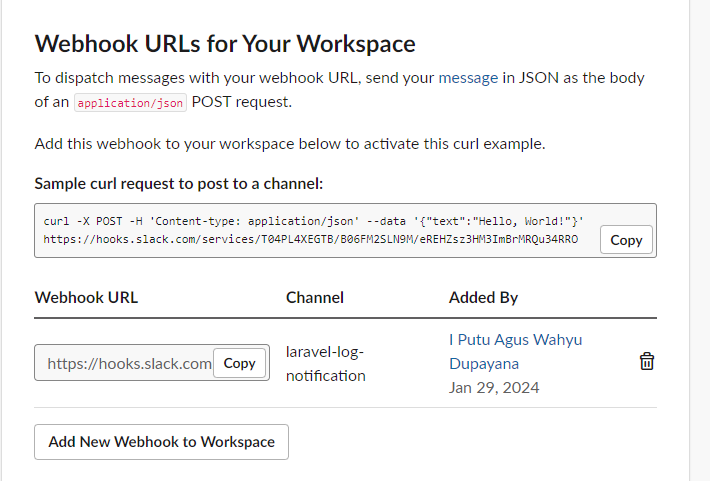 Webhook URLs for Your Workspace
To dispatch messages with your webhook URL, send your message in JSON as the body
of an application/json POST request.
Add this webhook to your workspace below to activate this curl example.
Sample curl request to post to a channel:
curl -X POST -H 'Content-type: application/json' --data '{"text":"Hello, World!"}'
https://hooks.slack.com/services/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
Copy
Webhook URL Channel Added By
https://hooks.slack.com Copy
laravel-log-
notification
I Putu Agus Wahyu
Dupayana
Jan 29, 2024
Add New Webhook to Workspace